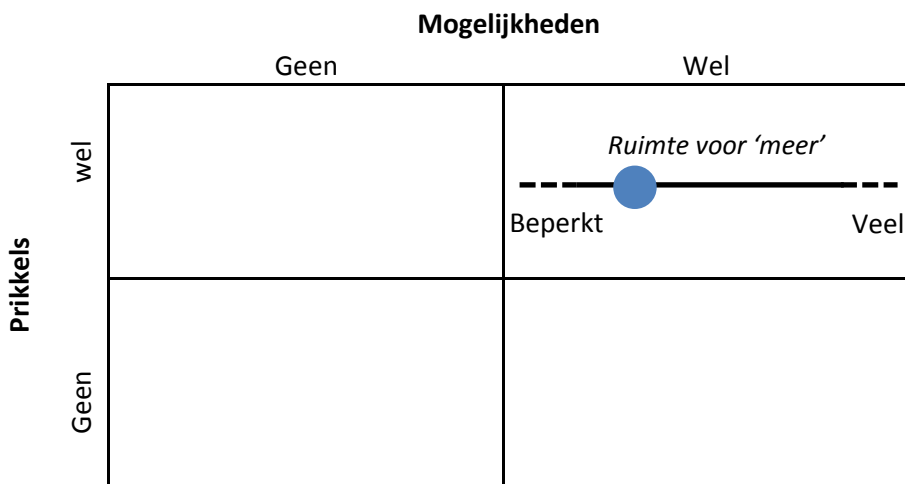 Mogelijkheden
Geen Wel
wel
Ruimte voor ‘meer’
Beperkt Veel
Prikkels
Geen